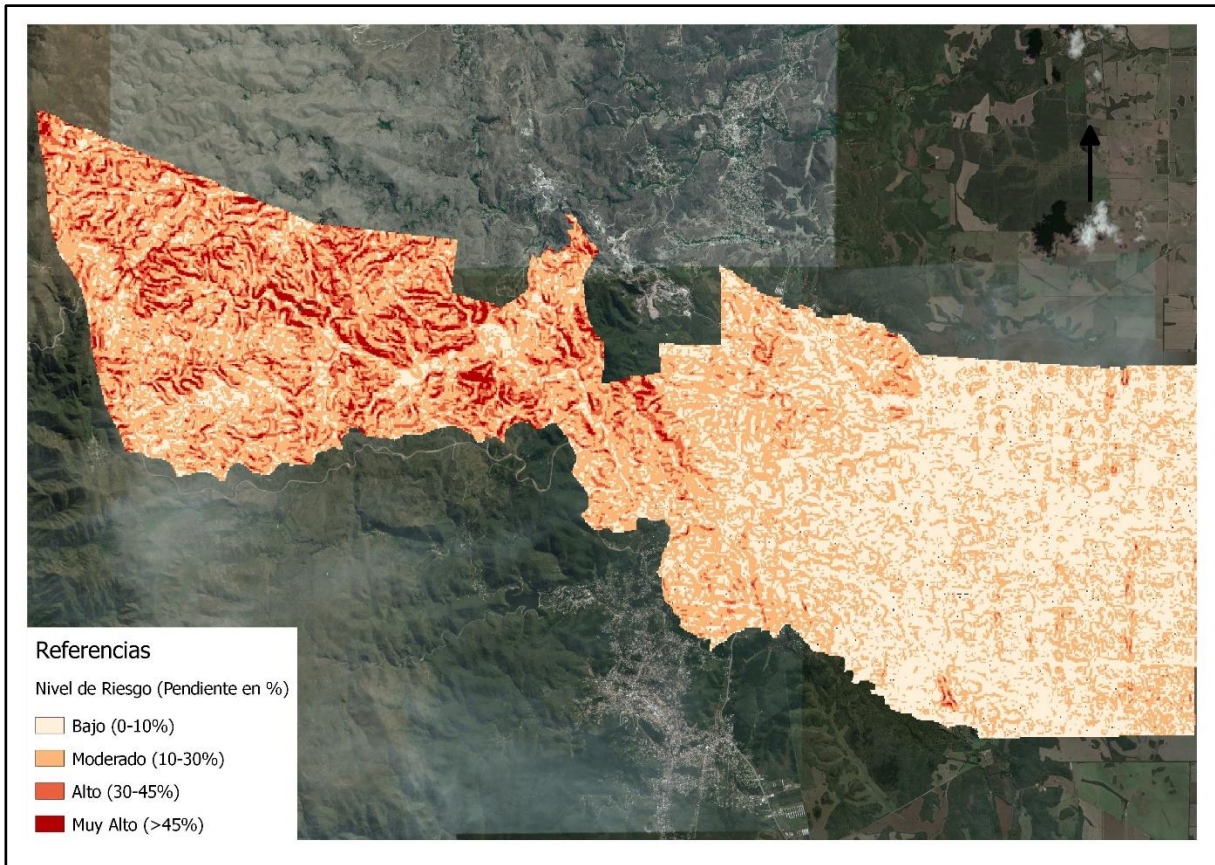 Referencias
Nivel de Riesgo (Pendiente en %)
Bajo (0-10%)
Moderado (10-30%)
Alto (30-45%)
Muy Alto (>45%)